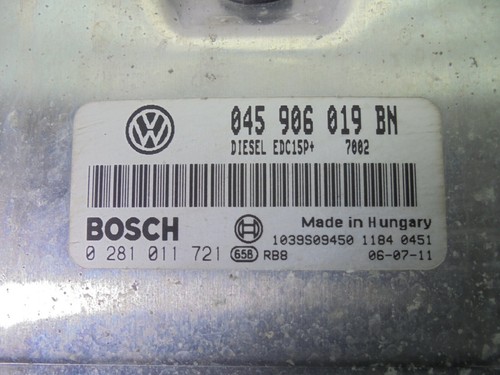 045 906 019 BN
DIESEL EDC15P+ 7002
BOSCH Made in Hungary
1039S09450 1184 0451
0 281 011 721 658 RB8 06-07-11